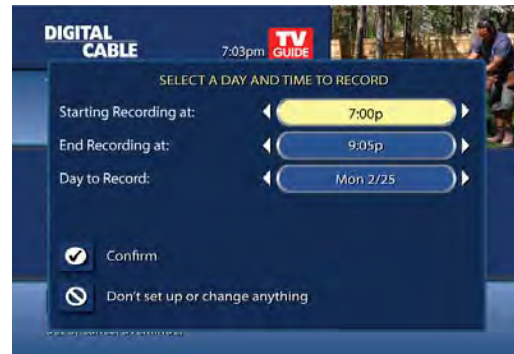 DIGITAL
CABLE
7:03pm TV
GUIDE
SELECT A DAY AND TIME TO RECORD
Starting Recording at: 7:00p
End Recording at: 9:05p
Day to Record: Mon 2/25
Confirm
Don't set up or change anything